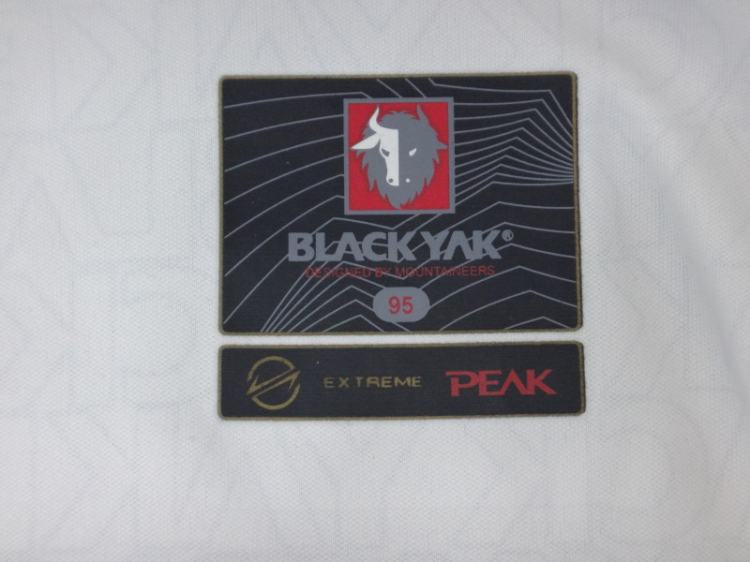 BLACK YAK®
DESIGNED BY MOUNTAINEERS
95
EXTREME PEAK